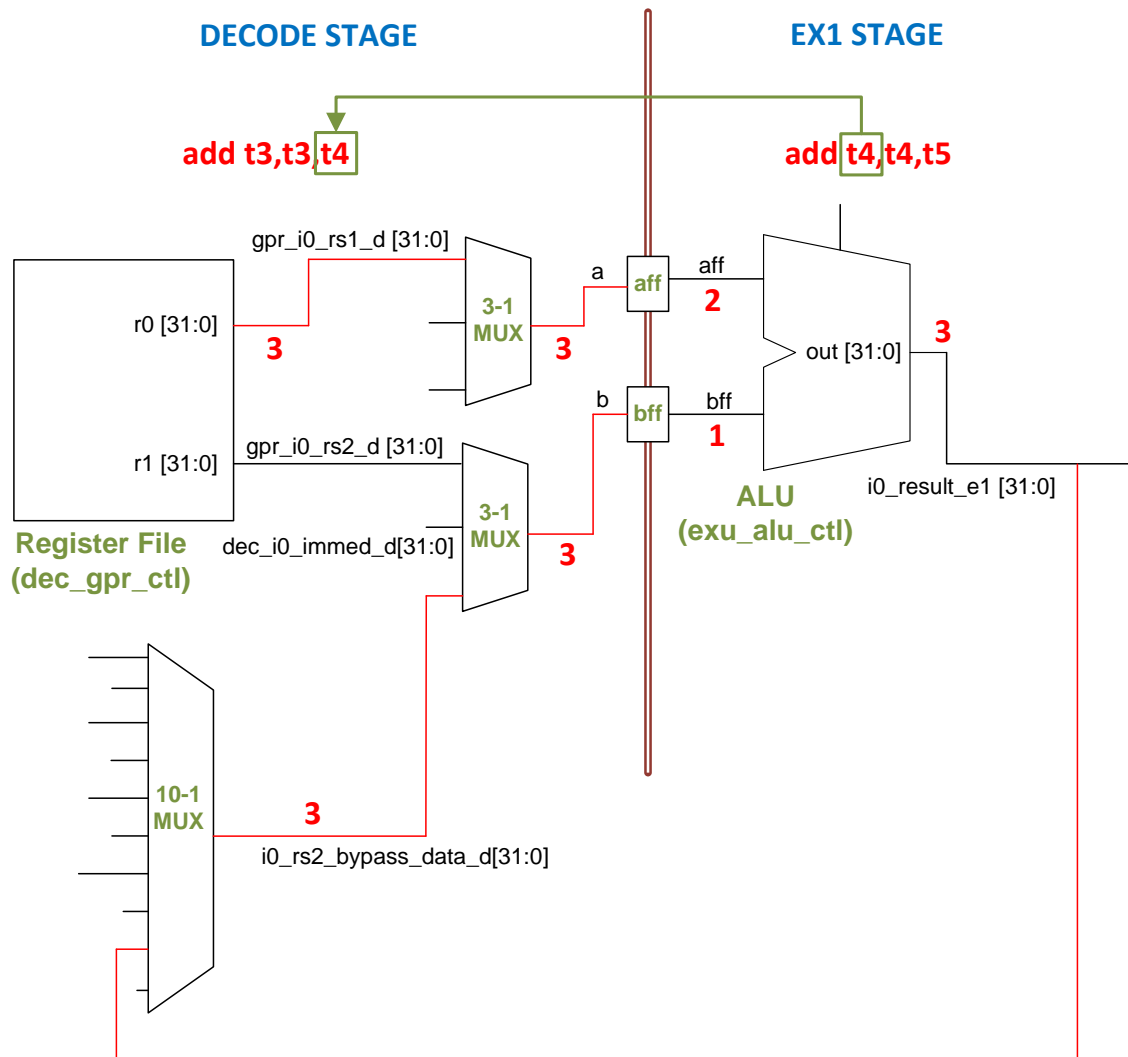 DECODE STAGE
EX1 STAGE
add t3,t3,t4
add t4,t4,t5
gpr_i0_rs1_d [31:0]
r0 [31:0]
3
3-1
MUX
3
a
aff
aff
2
out [31:0]
3
b
bff
bff
1
gpr_i0_rs2_d [31:0]
r1 [31:0]
3-1
MUX
3
dec_i0_immed_d[31:0]
i0_result_e1 [31:0]
ALU
(exu_alu_ctl)
Register File
(dec_gpr_ctl)
10-1
MUX
3
i0_rs2_bypass_data_d[31:0]